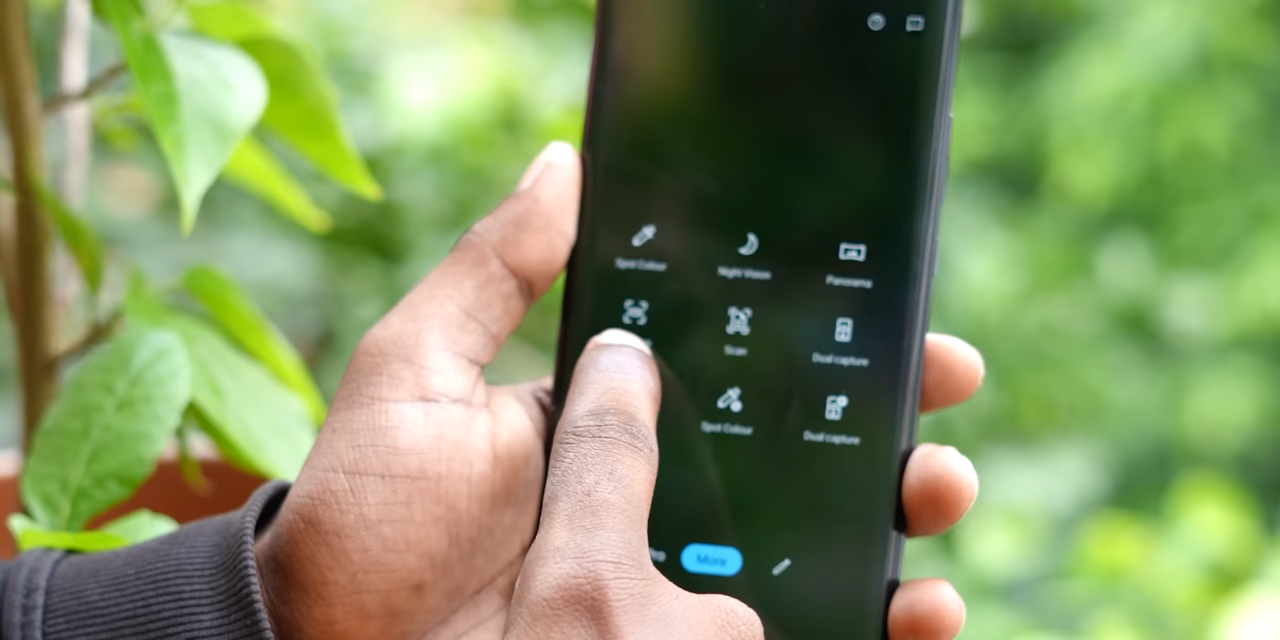 Spot Colour
Night Vision
Panorama
Scan
Dual capture
Spot Colour
Dual capture
More